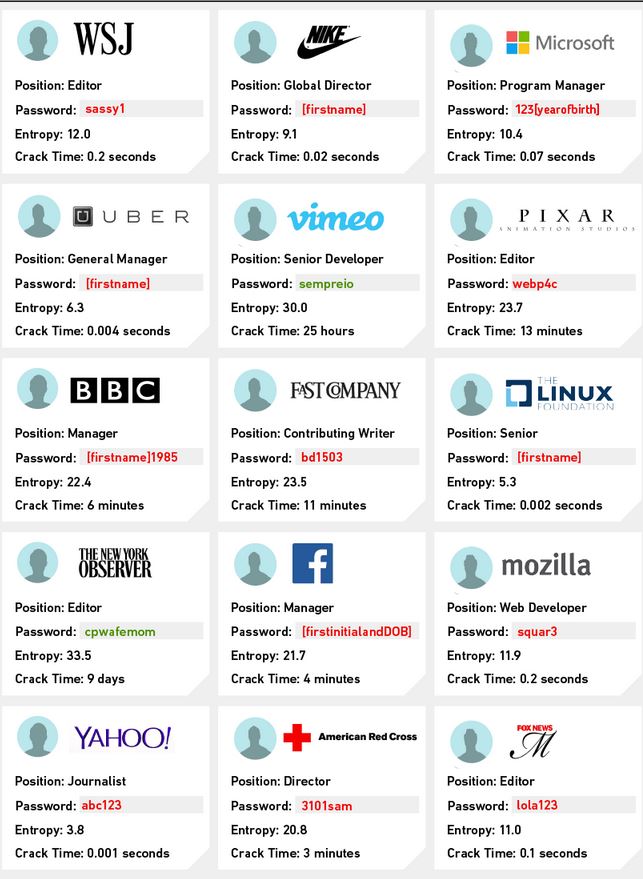 WSJ
Position: Editor
Password: sassy1
Entropy: 12.0
Crack Time: 0.2 seconds
NIKE
Position: Global Director
Password: [firstname]
Entropy: 9.1
Crack Time: 0.02 seconds
Microsoft
Position: Program Manager
Password: 123[yearofbirth]
Entropy: 10.4
Crack Time: 0.07 seconds
U UBER
Position: General Manager
Password: [firstname]
Entropy: 6.3
Crack Time: 0.004 seconds
vimeo
Position: Senior Developer
Password: sempreio
Entropy: 30.0
Crack Time: 25 hours
PIXAR
ANIMATION STUDIOS
Position: Editor
Password: webp4c
Entropy: 23.7
Crack Time: 13 minutes
BBC
Position: Manager
Password: [firstname]1985
Entropy: 22.4
Crack Time: 6 minutes
FAST COMPANY
Position: Contributing Writer
Password: bd1503
Entropy: 23.5
Crack Time: 11 minutes
THE
LINUX
FOUNDATION
Position: Senior
Password: [firstname]
Entropy: 5.3
Crack Time: 0.002 seconds
THE NEW YORK
OBSERVER
Position: Editor
Password: cpwafemom
Entropy: 33.5
Crack Time: 9 days
f
Position: Manager
Password: [firstinitialandDOB]
Entropy: 21.7
Crack Time: 4 minutes
mozilla
Position: Web Developer
Password: squar3
Entropy: 11.9
Crack Time: 0.2 seconds
YAHOO!
Position: Journalist
Password: abc123
Entropy: 3.8
Crack Time: 0.001 seconds
American Red Cross
Position: Director
Password: 3101sam
Entropy: 20.8
Crack Time: 3 minutes
FOX NEWS
M
Position: Editor
Password: lola123
Entropy: 11.0
Crack Time: 0.1 seconds